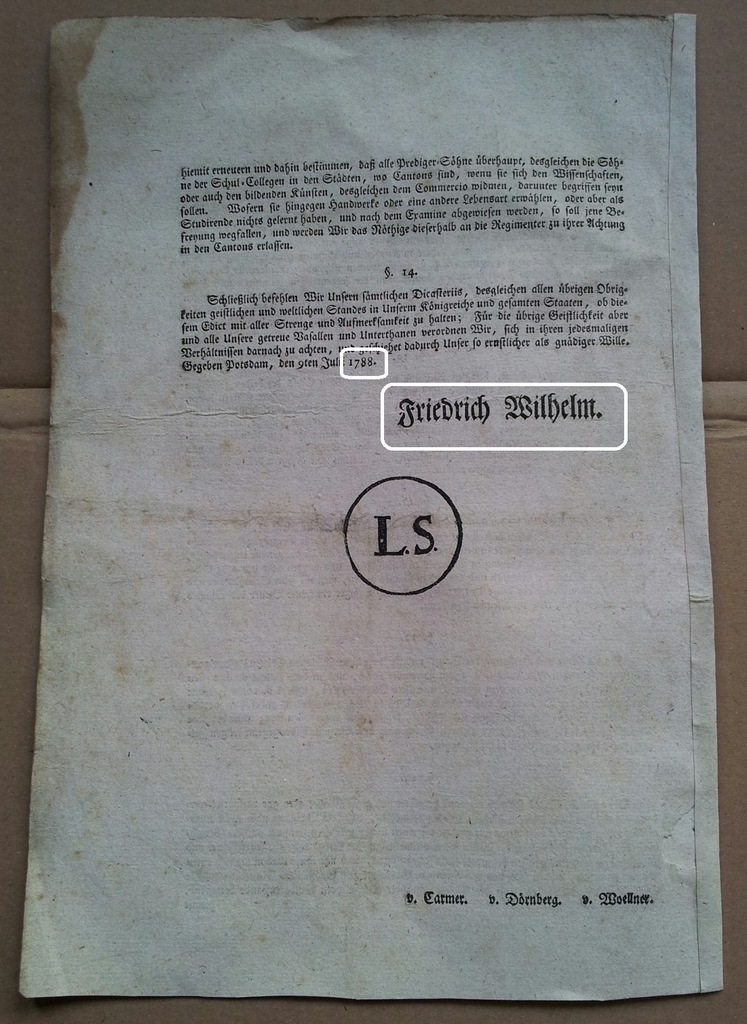 hiemit erneuern und dahin bestimmen, daß alle Prediger-Söhne überhaupt, desgleichen die Söh-
ne der Schul-Collegen in den Städten, wo Cantons sind, wenn sie sich den Wissenschaften,
oder auch den bildenden Künsten, desgleichen dem Commercio widmen, darunter begriffen seyn
sollen. Wofern sie hingegen Handwerke oder eine andere Lebensart erwählen, oder aber als
Studirende nichts gelernt haben, und nach dem Examine abgewiesen werden, so soll jene Be-
freyung wegfallen, und werden Wir das Nöthige dieserhalb an die Regimenter zu ihrer Achtung
in den Cantons erlassen.
§. 14.
Schließlich befehlen Wir Unsern sämtlichen Dicasteriis, desgleichen allen übrigen Obrig-
keiten geistlichen und weltlichen Standes in Unserm Königreiche und gesamten Staaten, ob die-
sem Edict mit aller Strenge und Aufmerksamkeit zu halten; Für die übrige Geistlichkeit aber
und alle Unsere getreue Vasallen und Unterthanen verordnen Wir, sich in ihren jedesmaligen
Verhältnissen darnach zu achten, und geschiehet dadurch Unser so ernstlicher als gnädiger Wille.
Gegeben Potsdam, den 9ten Juli 1788.
Friedrich Wilhelm.
L.S.
v. Carmer. v. Dörnberg. v. Woellner.